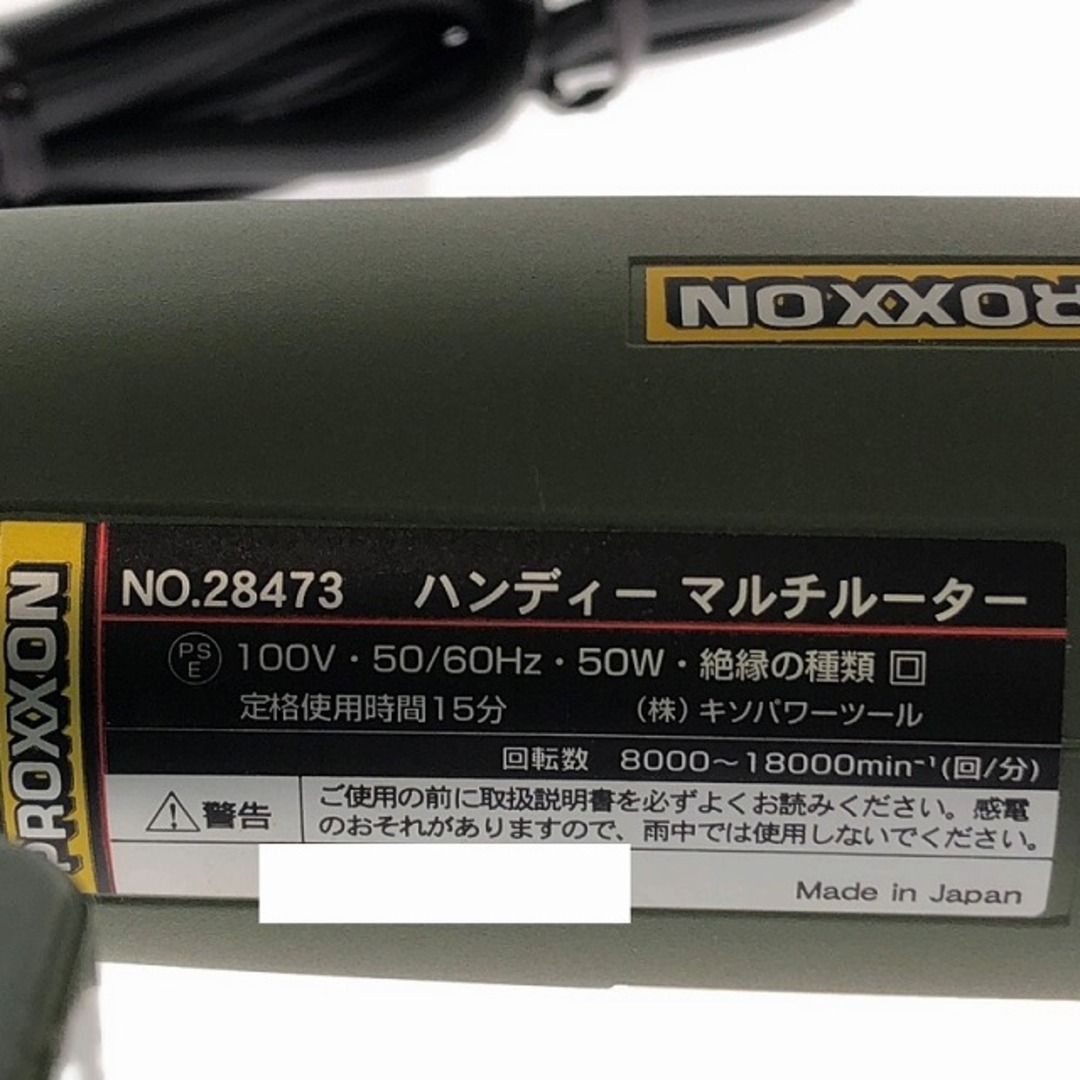 ROXXON
PROXXON
NO.28473 ハンディー マルチルーター
PS E 100V・50/60Hz・50W・絶縁の種類 回
定格使用時間15分 (株)キソパワーツール
回転数 8000～18000min⁻¹(回/分)
警告 ご使用の前に取扱説明書を必ずよくお読みください。感電
のおそれがありますので、雨中では使用しないでください。
Made in Japan